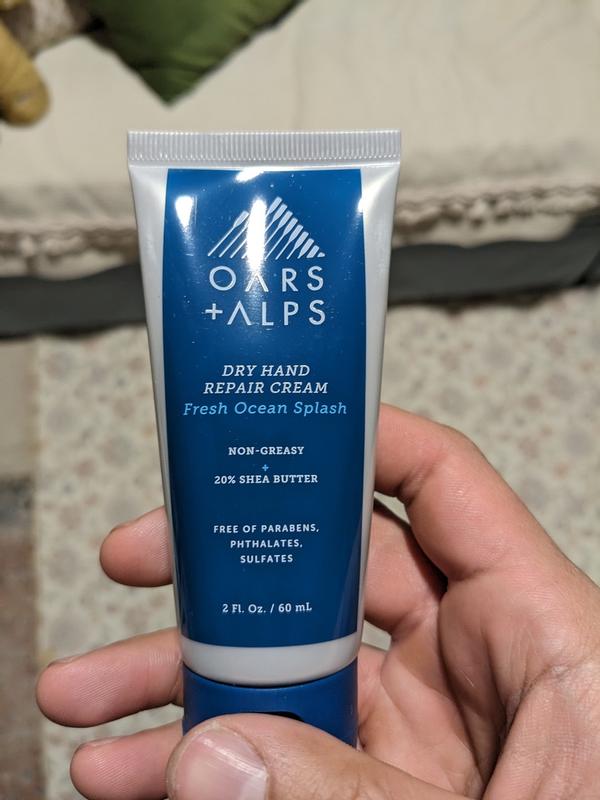 OARS
+ALPS
DRY HAND
REPAIR CREAM
Fresh Ocean Splash
NON-GREASY
+
20% SHEA BUTTER
FREE OF PARABENS,
PHTHALATES,
SULFATES
2 Fl. Oz. / 60 mL